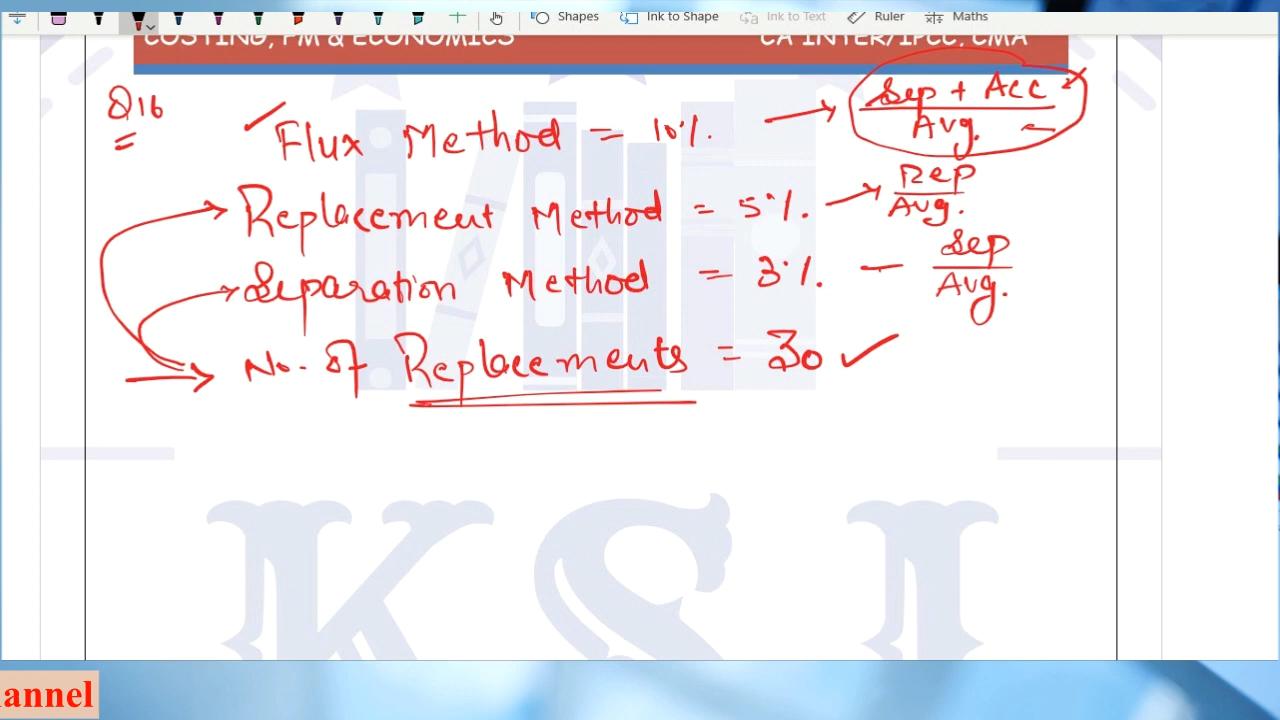 Shapes Ink to Shape Ink to Text Ruler Maths
COSTING, FM & ECONOMICS CA INTER/IPCC, CMA
Q16
Flux Method = 10%. → Sep + Acc / Avg.
Replacement Method = 5%. → Rep / Avg.
Separation Method = 3%. — Sep / Avg.
No. of Replacements = 30 ✓
KSI
annel